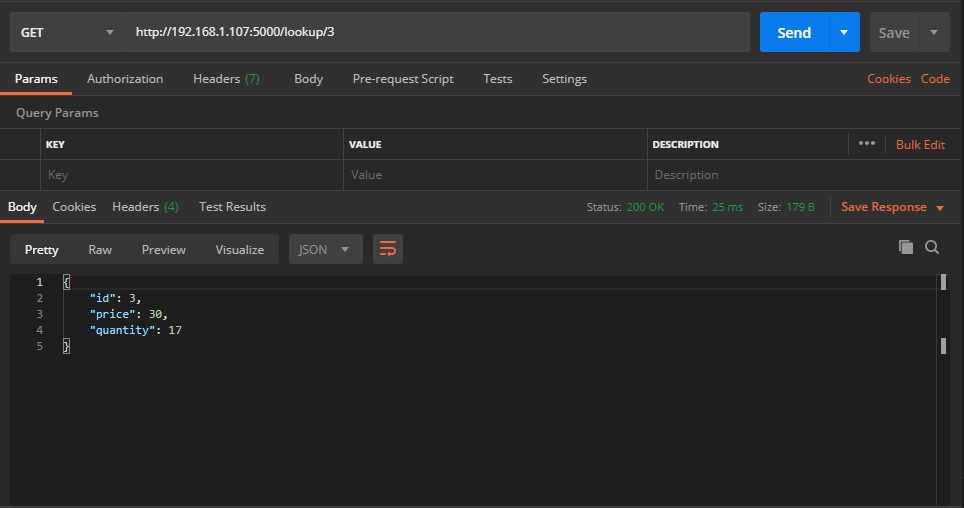 GET http://192.168.1.107:5000/lookup/3 Send Save
Params Authorization Headers (7) Body Pre-request Script Tests Settings Cookies Code
Query Params
KEY VALUE DESCRIPTION ••• Bulk Edit
Key Value Description
Body Cookies Headers (4) Test Results Status: 200 OK Time: 25 ms Size: 179 B Save Response
Pretty Raw Preview Visualize JSON
1 {
2 "id": 3,
3 "price": 30,
4 "quantity": 17
5 }